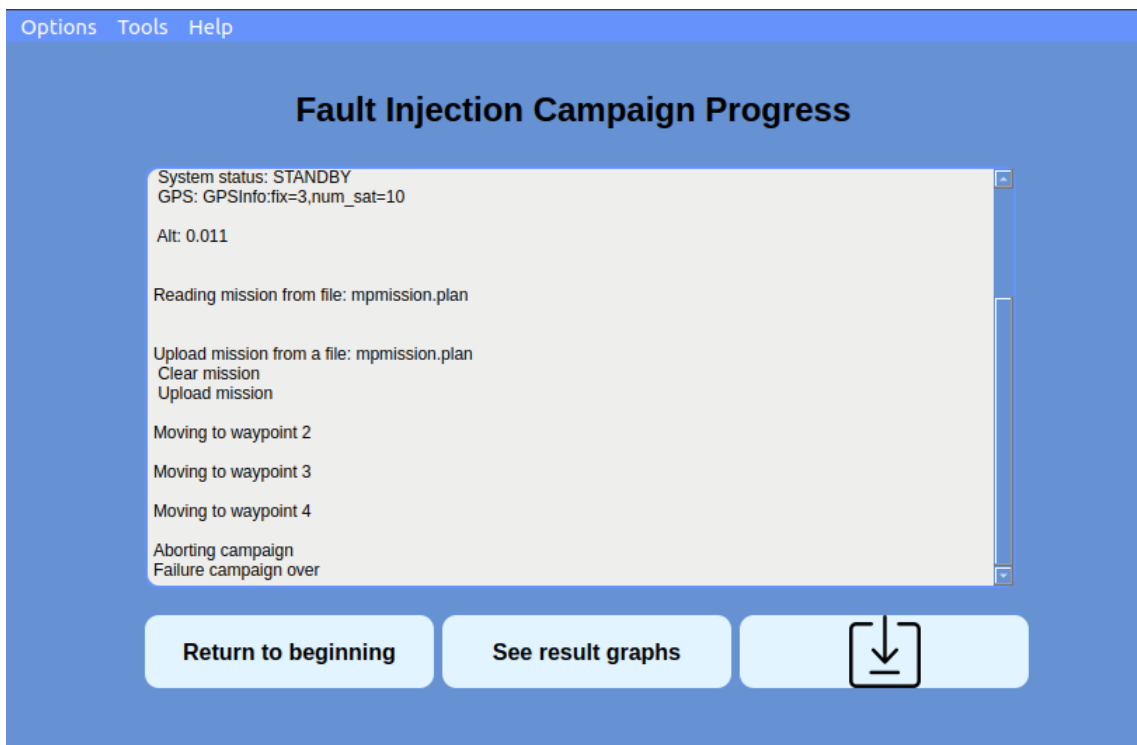 Options Tools Help
Fault Injection Campaign Progress
System status: STANDBY
GPS: GPSInfo:fix=3,num_sat=10
Alt: 0.011
Reading mission from file: mpmission.plan
Upload mission from a file: mpmission.plan
Clear mission
Upload mission
Moving to waypoint 2
Moving to waypoint 3
Moving to waypoint 4
Aborting campaign
Failure campaign over
Return to beginning
See result graphs